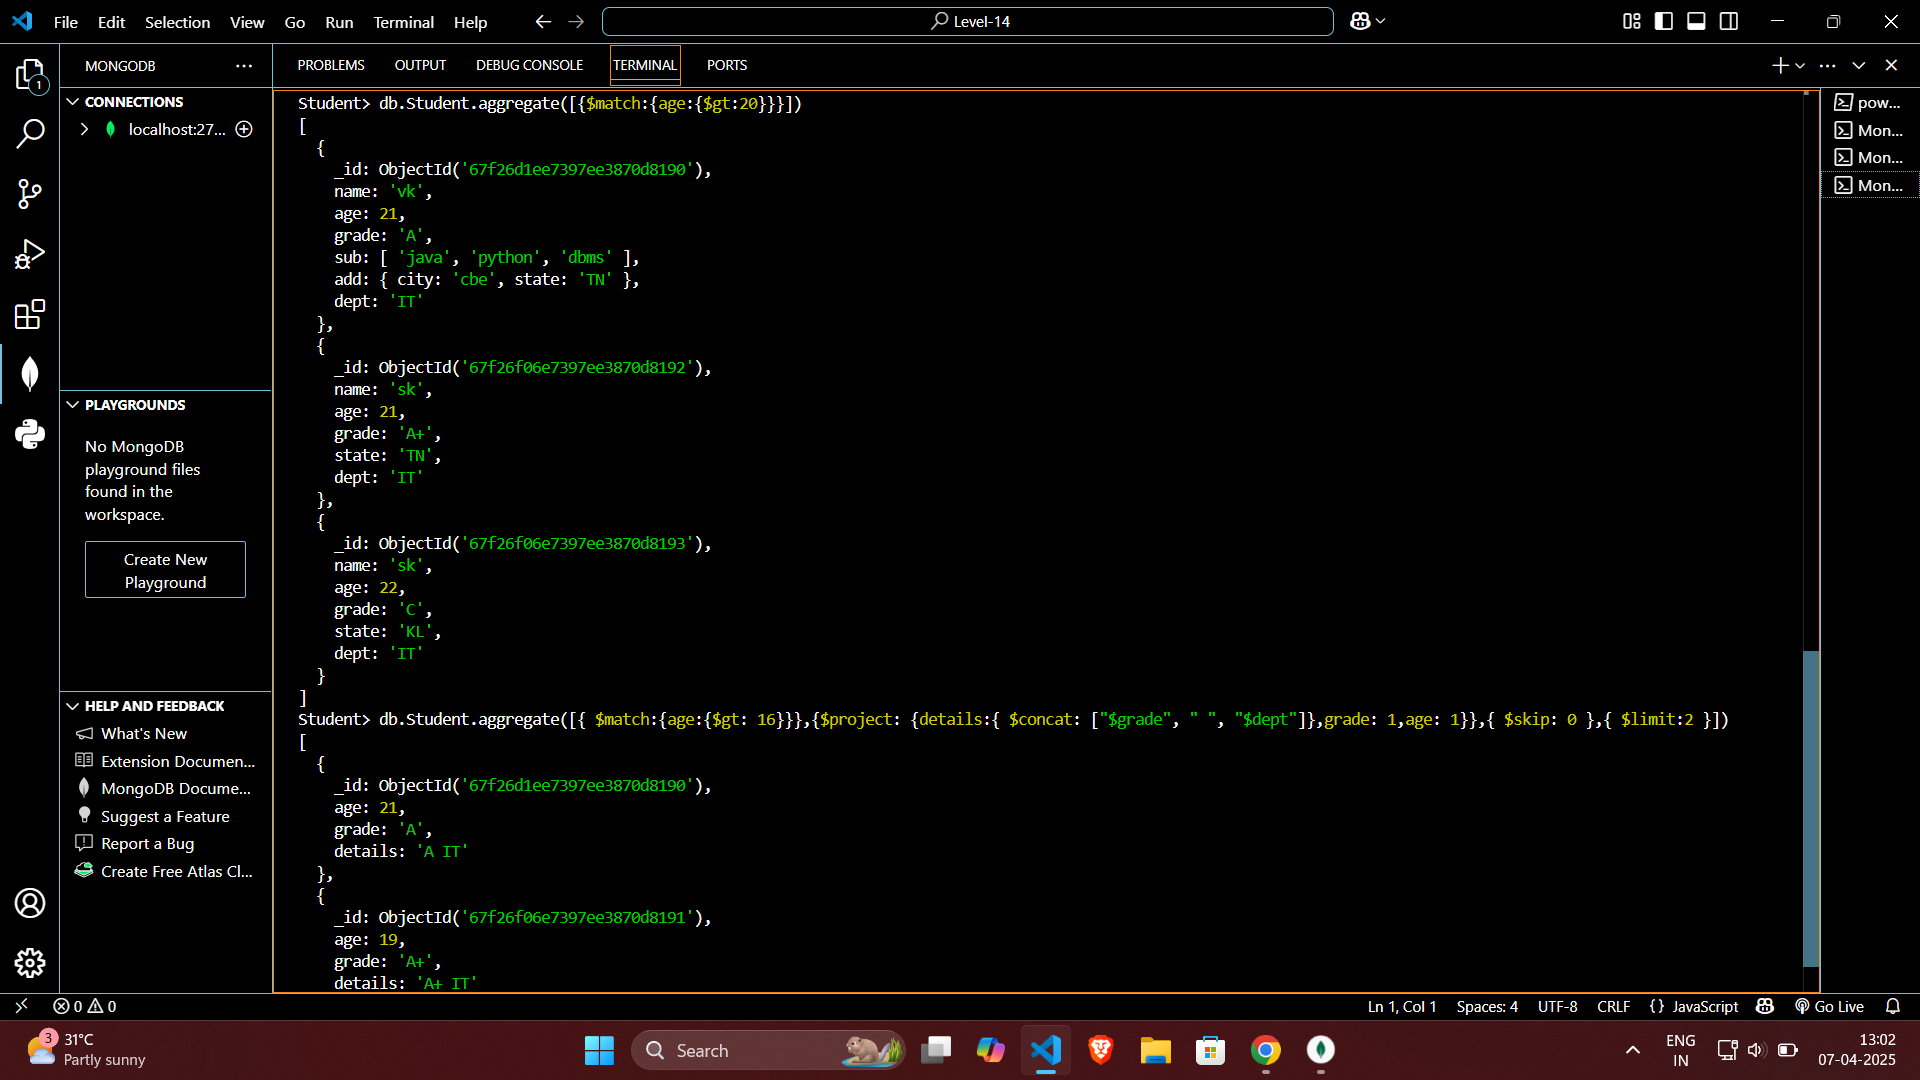 File Edit Selection View Go Run Terminal Help
Level-14
1
MONGODB
CONNECTIONS
localhost:27...
PLAYGROUNDS
No MongoDB
playground files
found in the
workspace.
Create New
Playground
HELP AND FEEDBACK
What's New
Extension Documen...
MongoDB Docume...
Suggest a Feature
Report a Bug
Create Free Atlas Cl...
PROBLEMS OUTPUT DEBUG CONSOLE TERMINAL PORTS
Student> db.Student.aggregate([{$match:{age:{$gt:20}}}])
[
  {
    _id: ObjectId('67f26d1ee7397ee3870d8190'),
    name: 'vk',
    age: 21,
    grade: 'A',
    sub: [ 'java', 'python', 'dbms' ],
    add: { city: 'cbe', state: 'TN' },
    dept: 'IT'
  },
  {
    _id: ObjectId('67f26f06e7397ee3870d8192'),
    name: 'sk',
    age: 21,
    grade: 'A+',
    state: 'TN',
    dept: 'IT'
  },
  {
    _id: ObjectId('67f26f06e7397ee3870d8193'),
    name: 'sk',
    age: 22,
    grade: 'C',
    state: 'KL',
    dept: 'IT'
  }
]
Student> db.Student.aggregate([{ $match:{age:{$gt: 16}}},{$project: {details:{ $concat: ["$grade", " ", "$dept"]},grade: 1,age: 1}},{ $skip: 0 },{ $limit:2 }])
[
  {
    _id: ObjectId('67f26d1ee7397ee3870d8190'),
    age: 21,
    grade: 'A',
    details: 'A IT'
  },
  {
    _id: ObjectId('67f26f06e7397ee3870d8191'),
    age: 19,
    grade: 'A+',
    details: 'A+ IT'
pow...
Mon...
Mon...
Mon...
0 0
Ln 1, Col 1 Spaces: 4 UTF-8 CRLF {} JavaScript Go Live
3
31°C
Partly sunny
Search
ENG
IN
13:02
07-04-2025